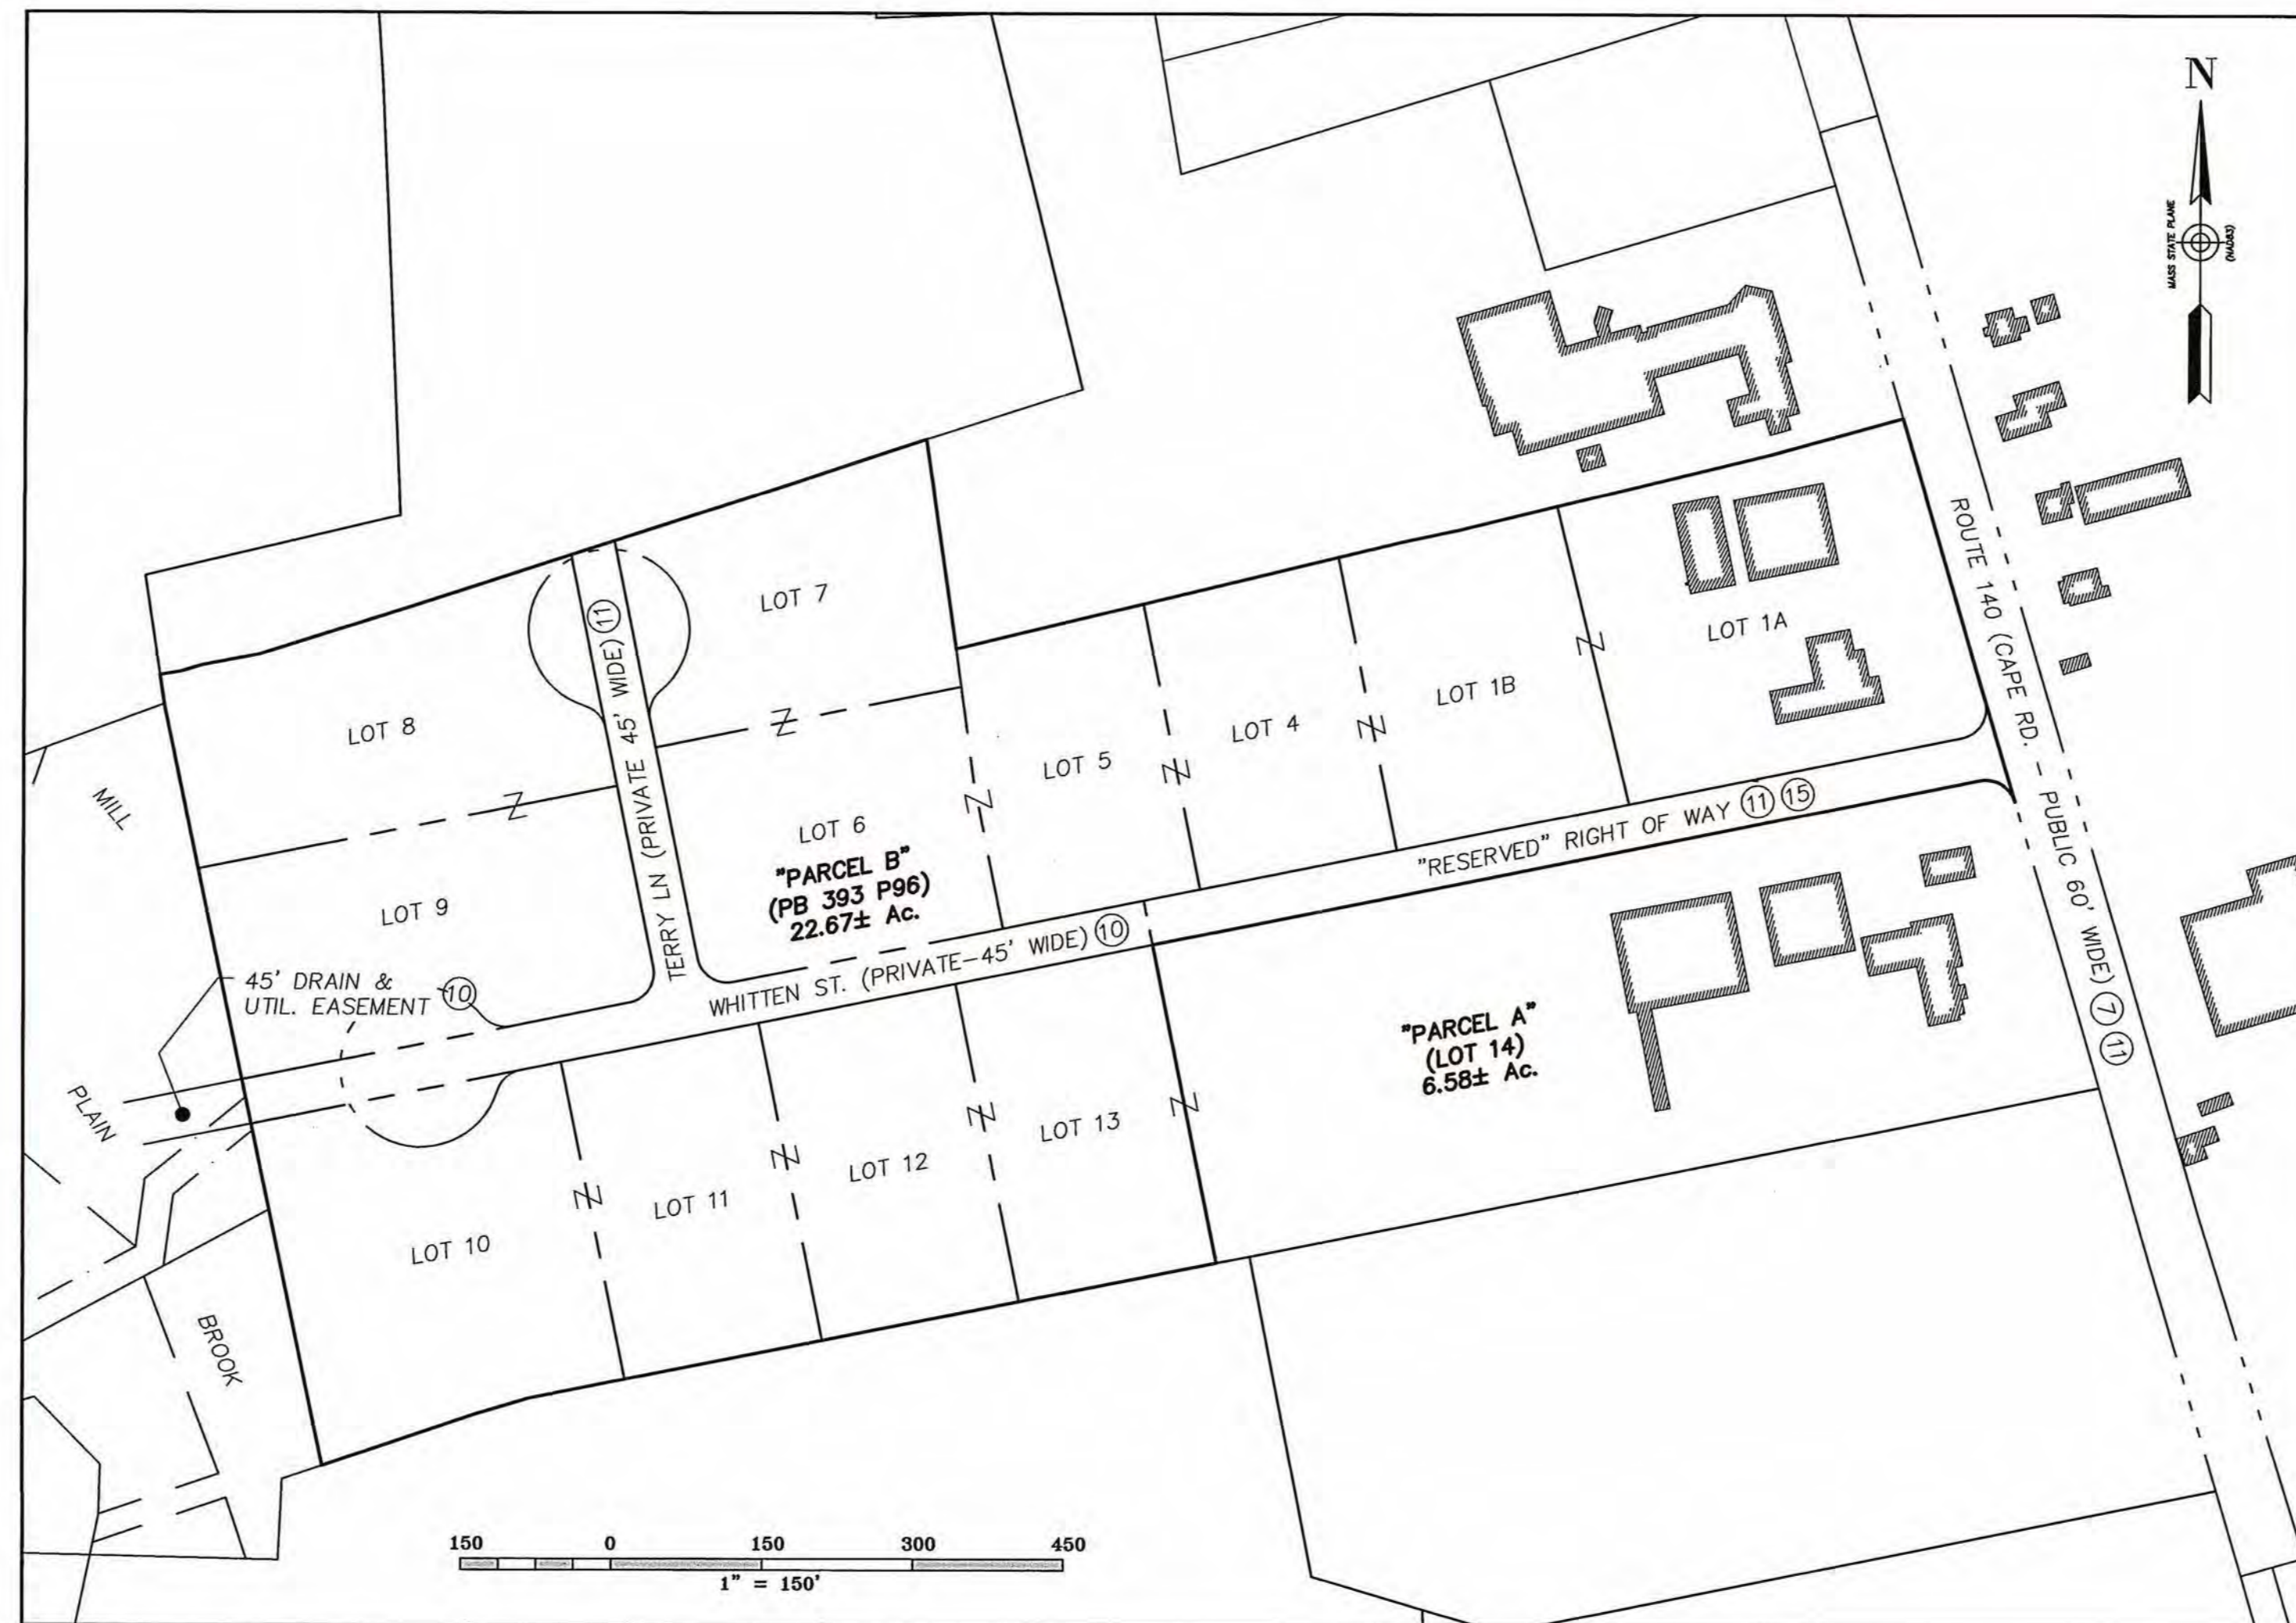 N
MASS STATE PLANE
(NAD83)
ROUTE 140 (CAPE RD. - PUBLIC 60' WIDE) 7 11
LOT 7
LOT 8
TERRY LN (PRIVATE 45' WIDE) 11
LOT 1A
LOT 1B
LOT 4
LOT 5
LOT 6
"PARCEL B"
(PB 393 P96)
22.67± Ac.
LOT 9
MILL
PLAIN
BROOK
45' DRAIN &
UTIL. EASEMENT 10
"RESERVED" RIGHT OF WAY 11 15
WHITTEN ST. (PRIVATE-45' WIDE) 10
"PARCEL A"
(LOT 14)
6.58± Ac.
LOT 13
LOT 12
LOT 11
LOT 10
150 0 150 300 450
1" = 150'